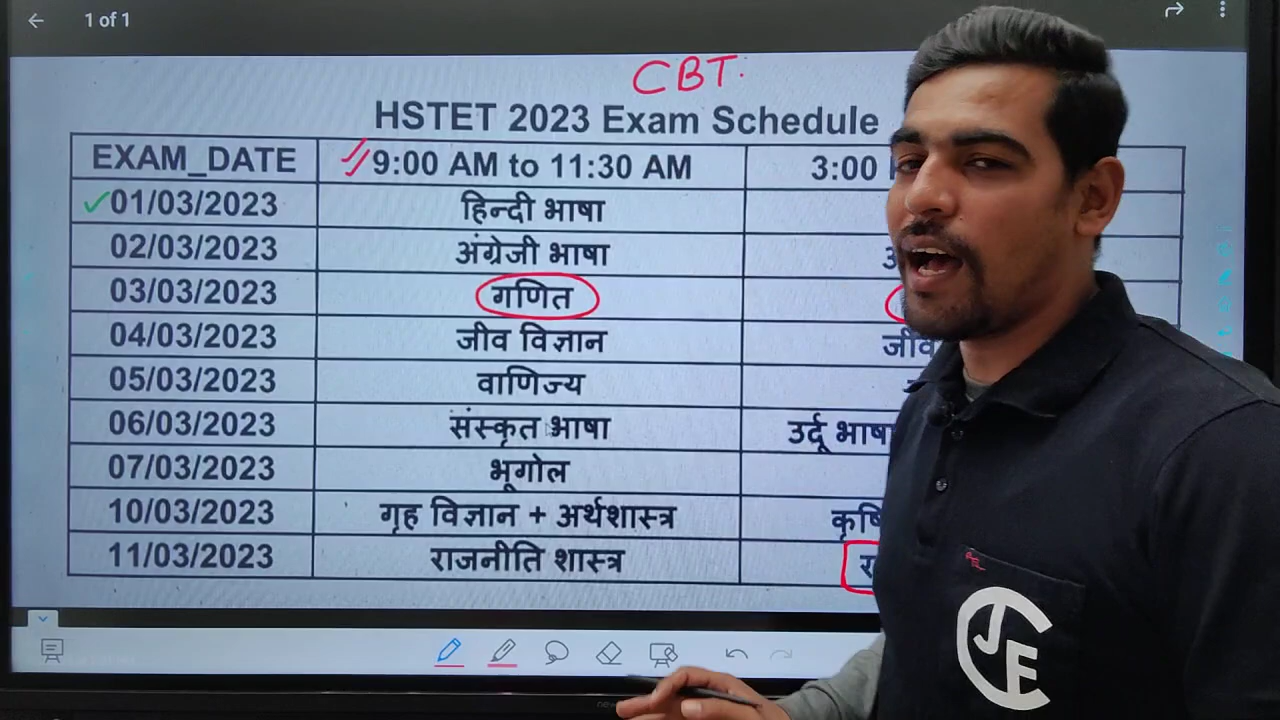 1 of 1
CBT.
HSTET 2023 Exam Schedule
EXAM_DATE 9:00 AM to 11:30 AM 3:00
01/03/2023 हिन्दी भाषा
02/03/2023 अंग्रेजी भाषा
03/03/2023 गणित
04/03/2023 जीव विज्ञान जीव
05/03/2023 वाणिज्य
06/03/2023 संस्कृत भाषा उर्दू भाषा
07/03/2023 भूगोल
10/03/2023 गृह विज्ञान + अर्थशास्त्र कृषि
11/03/2023 राजनीति शास्त्र
JE